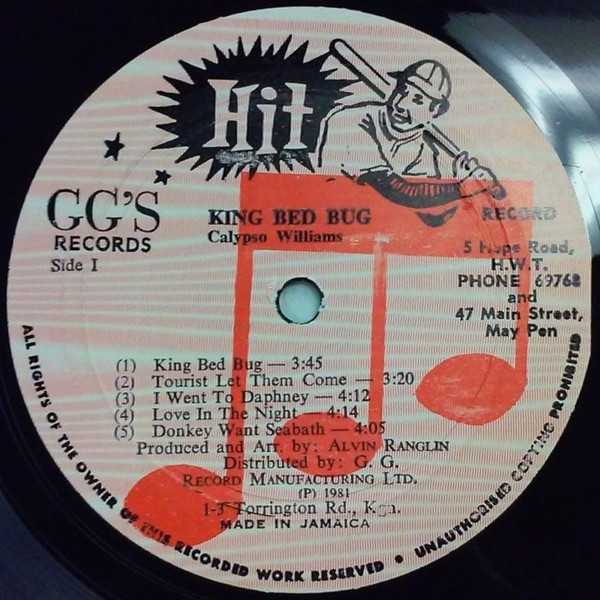 Hit
GG'S
RECORDS
Side I
KING BED BUG
Calypso Williams
RECORD
5 Hope Road,
H.W.T.
PHONE 69768
and
47 Main Street,
May Pen
(1) King Bed Bug — 3:45
(2) Tourist Let Them Come — 3:20
(3) I Went To Daphney — 4:12
(4) Love In The Night — 4:14
(5) Donkey Want Seabath — 4:05
Produced and Arr. by: ALVIN RANGLIN
Distributed by: G. G.
RECORD MANUFACTURING LTD.
(P) 1981
Torrington Rd., Kgn.
MADE IN JAMAICA
ALL RIGHTS OF THE OWNER OF THIS RECORDED WORK RESERVED • UNAUTHORISED COPYING PROHIBITED